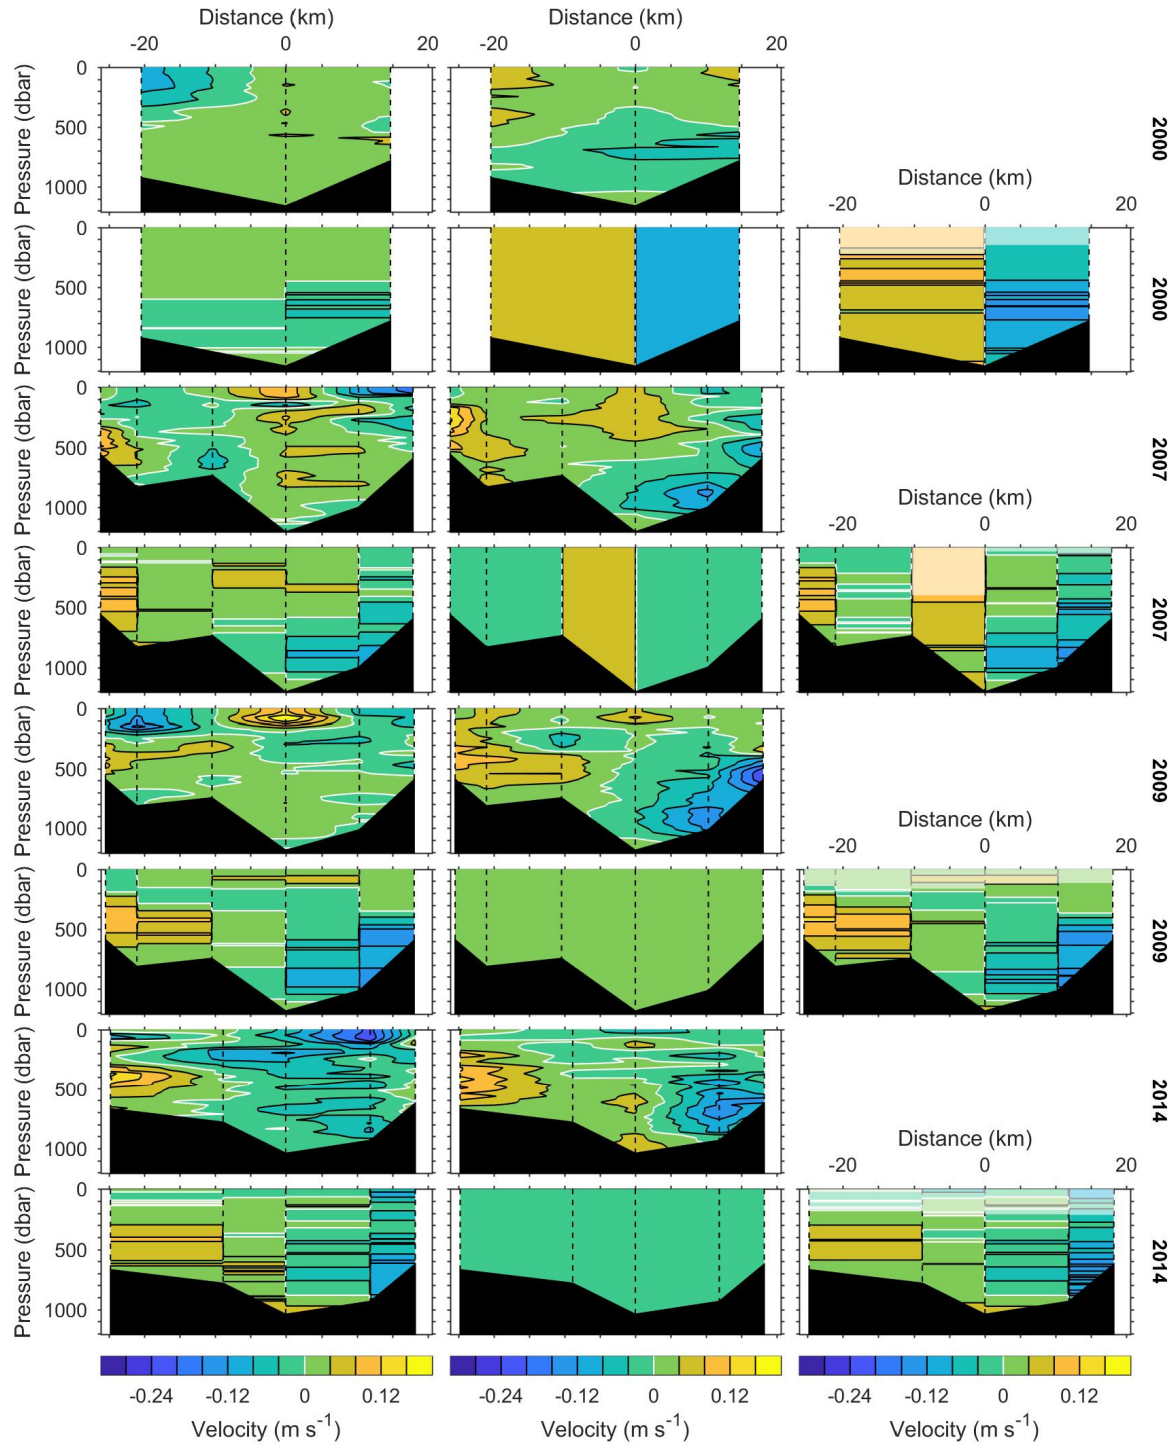 Distance (km) Distance (km)
-20 0 20 -20 0 20
Pressure (dbar) 0 500 1000 2000
Distance (km)
-20 0 20
Pressure (dbar) 0 500 1000 2000
Pressure (dbar) 0 500 1000 2007
Distance (km)
-20 0 20
Pressure (dbar) 0 500 1000 2007
Pressure (dbar) 0 500 1000 2009
Distance (km)
-20 0 20
Pressure (dbar) 0 500 1000 2009
Pressure (dbar) 0 500 1000 2014
Distance (km)
-20 0 20
Pressure (dbar) 0 500 1000 2014
-0.24 -0.12 0 0.12 -0.24 -0.12 0 0.12 -0.24 -0.12 0 0.12
Velocity (m s⁻¹) Velocity (m s⁻¹) Velocity (m s⁻¹)